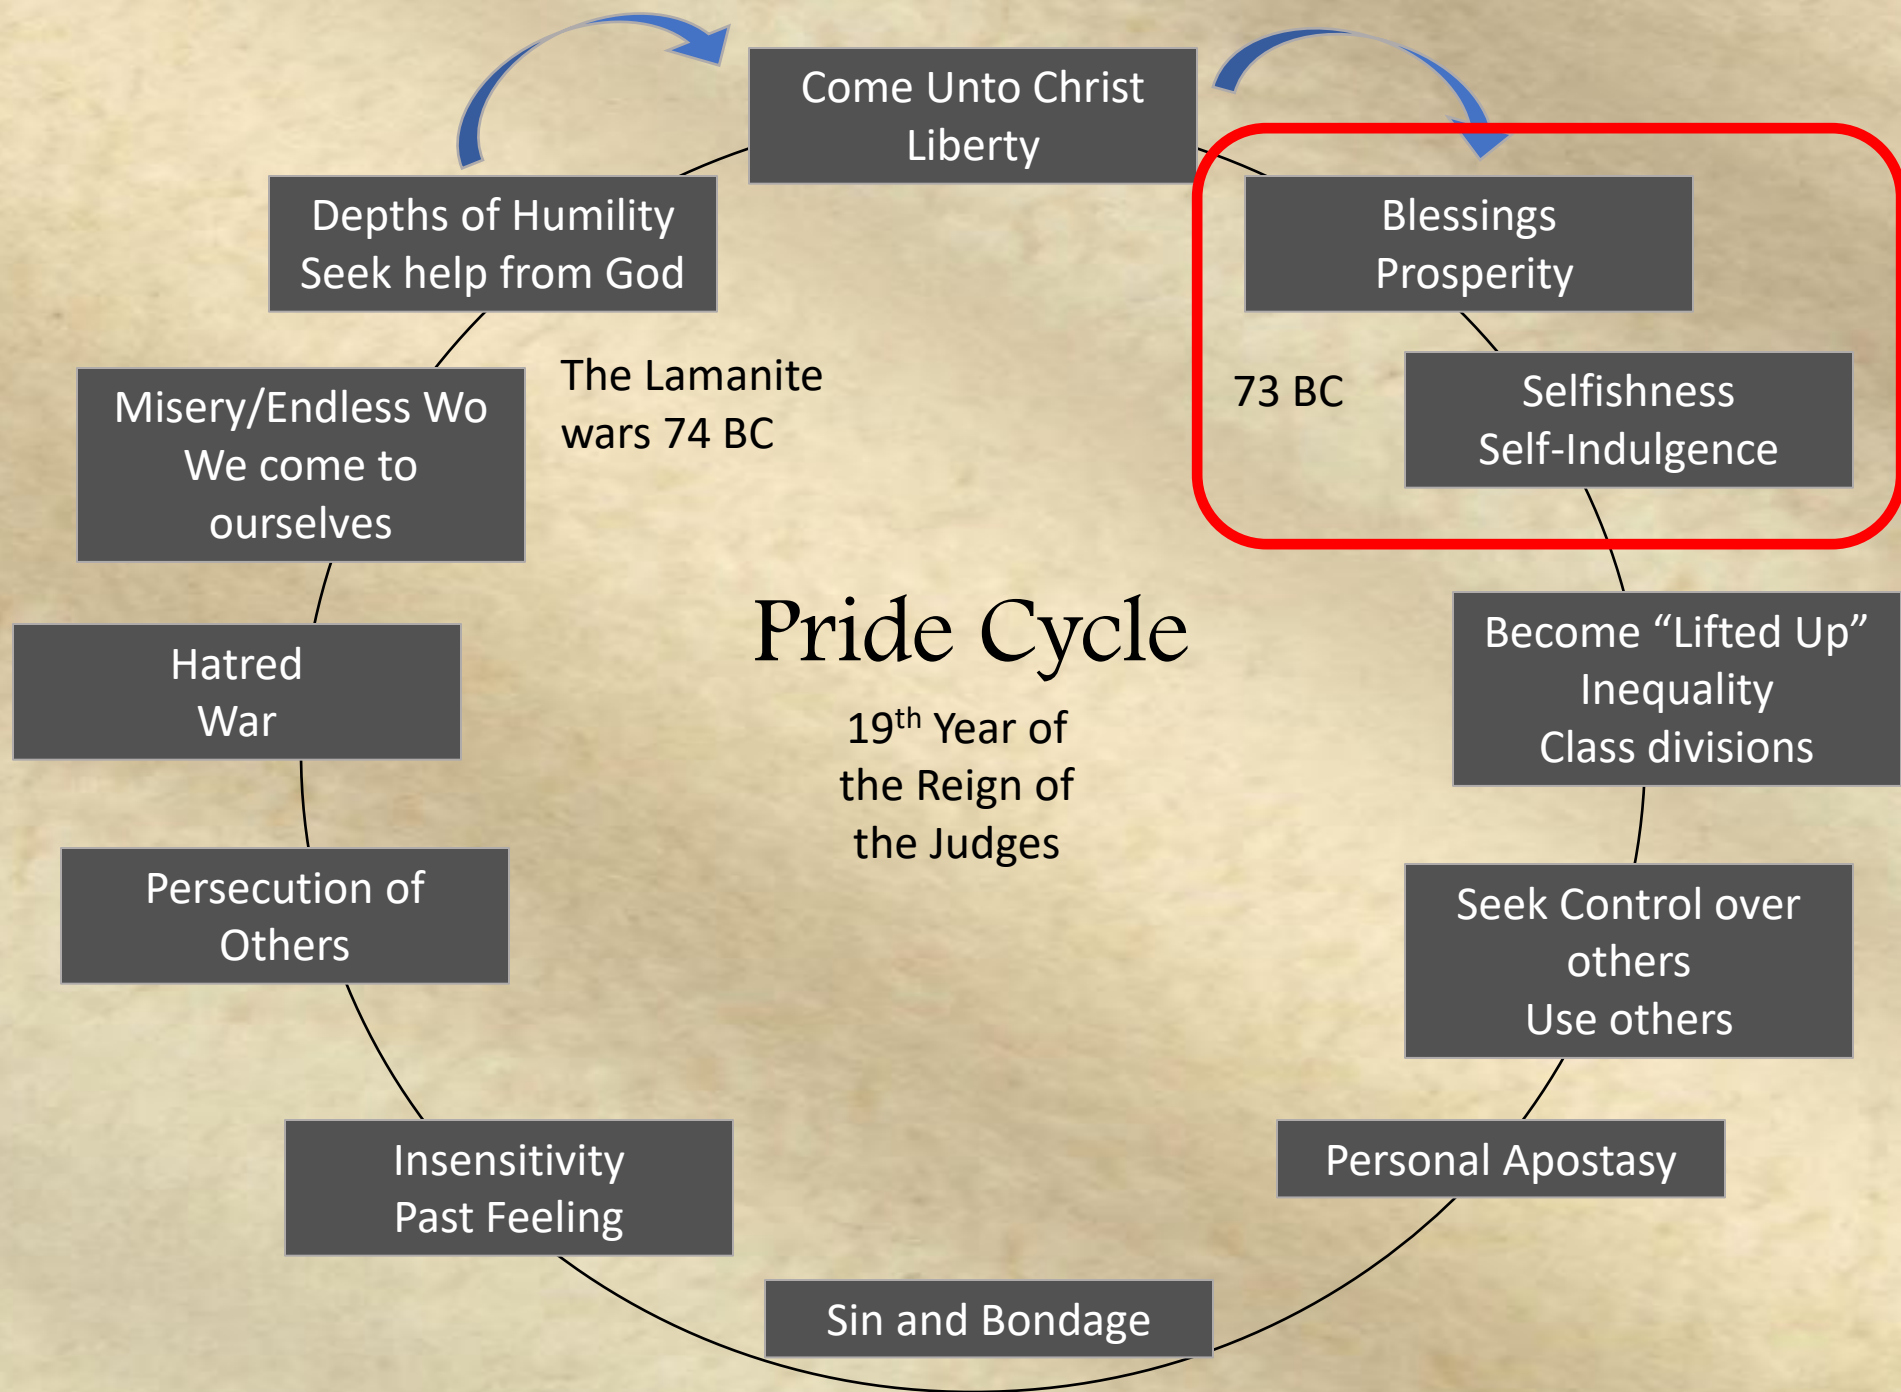 Come Unto Christ
Liberty
Blessings
Prosperity
73 BC
Selfishness
Self-Indulgence
Become “Lifted Up”
Inequality
Class divisions
Seek Control over
others
Use others
Personal Apostasy
Sin and Bondage
Insensitivity
Past Feeling
Persecution of
Others
Hatred
War
Misery/Endless Wo
We come to
ourselves
The Lamanite
wars 74 BC
Depths of Humility
Seek help from God
Pride Cycle
19th Year of
the Reign of
the Judges